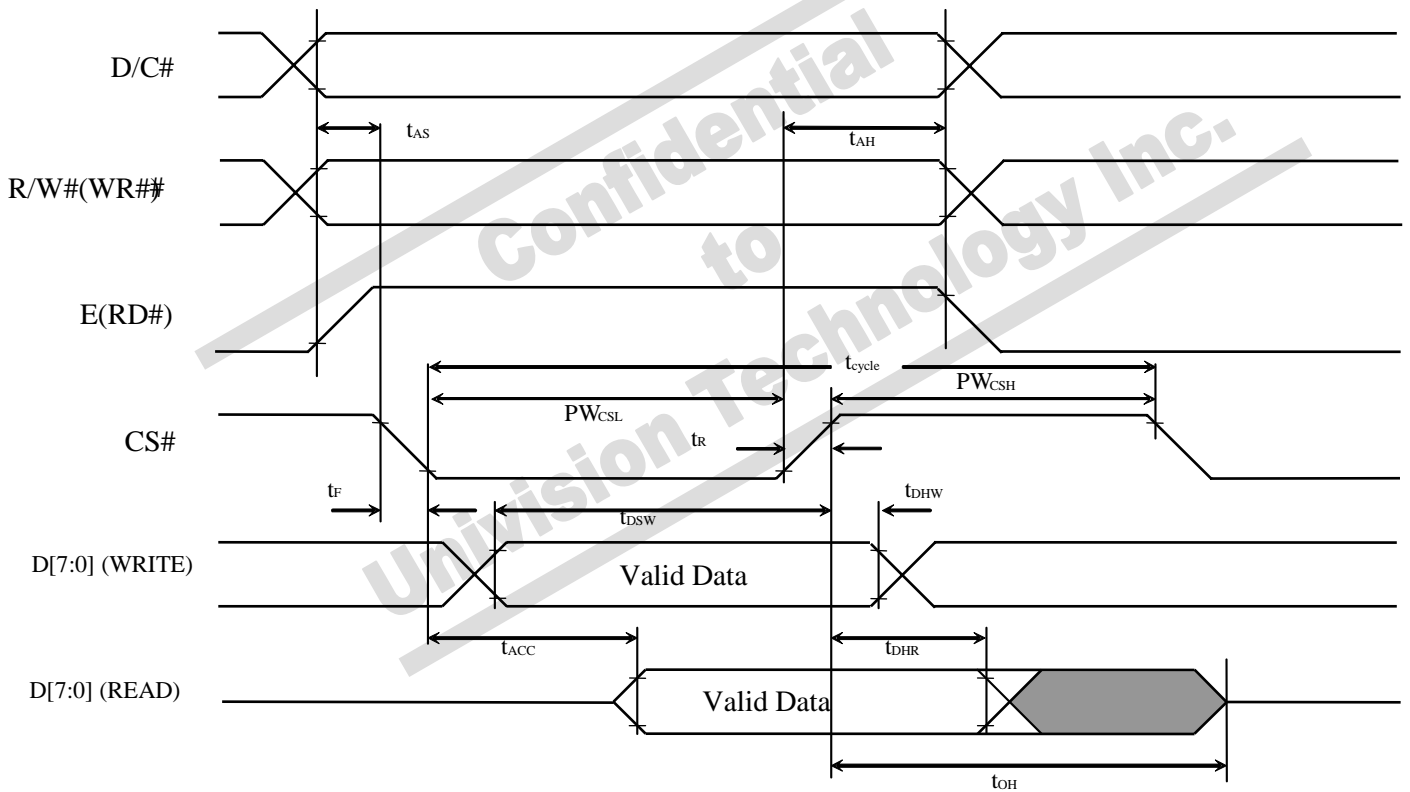 D/C#
tAS
tAH
R/W#(WR##)
E(RD#)
tcycle
PWCSL
PWCSH
CS#
tR
tF
tDSW
tDHW
D[7:0] (WRITE)
Valid Data
tACC
tDHR
D[7:0] (READ)
Valid Data
tOH
Confidential
to
Univision Technology Inc.